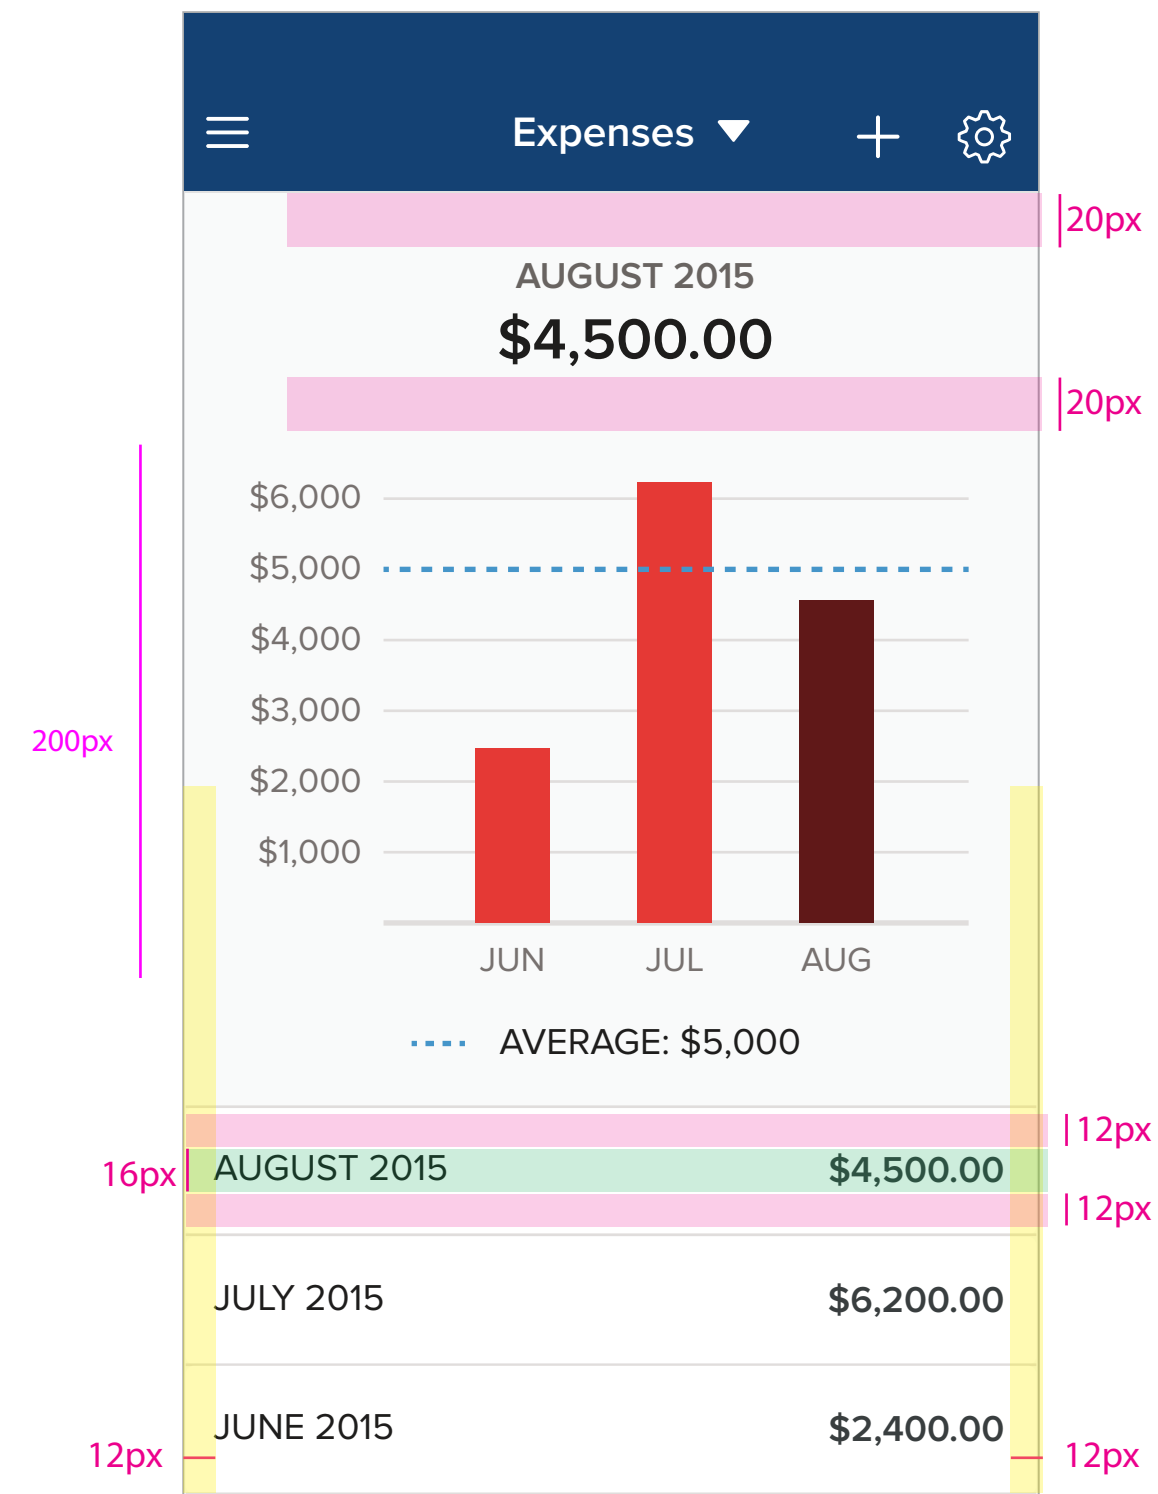 Expenses
20px
AUGUST 2015
$4,500.00
20px
$6,000
$5,000
$4,000
$3,000
200px
$2,000
$1,000
JUN JUL AUG
AVERAGE: $5,000
12px
16px AUGUST 2015 $4,500.00
12px
JULY 2015 $6,200.00
JUNE 2015 $2,400.00
12px 12px